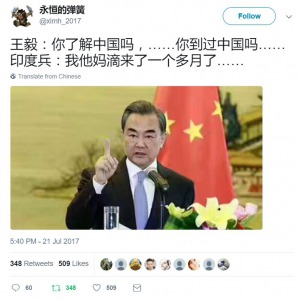 永恒的弹簧
@ximh_2017
Follow
王毅：你了解中国吗，……你到过中国吗……
印度兵：我他妈滴来了一个多月了……
Translate from Chinese
5:40 PM - 21 Jul 2017
348 Retweets 509 Likes
60 348 509